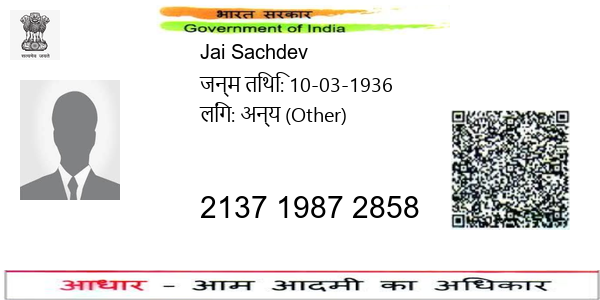 भारत सरकार
Government of India
सत्यमेव जयते
Jai Sachdev
जन्म तिथि: 10-03-1936
लिंग: अन्य (Other)
2137 1987 2858
आधार - आम आदमी का अधिकार